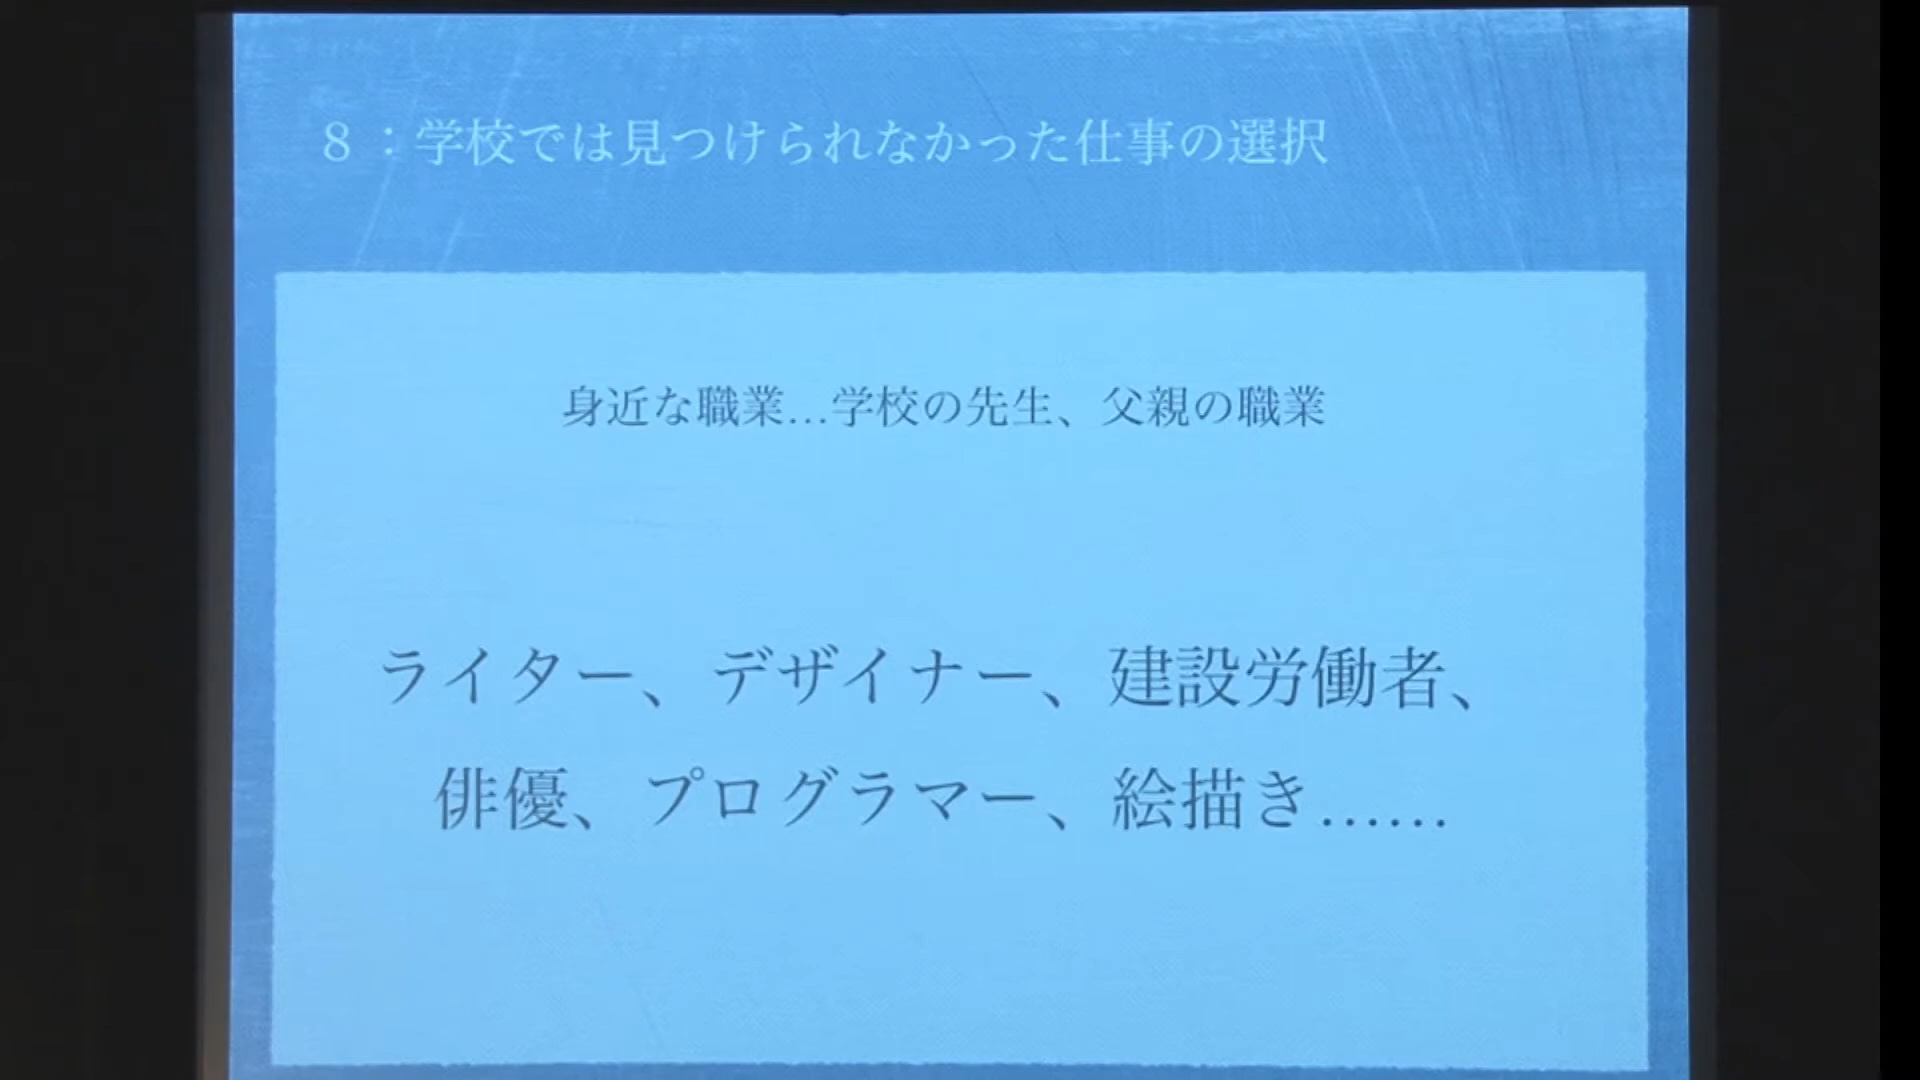 ８：学校では見つけられなかった仕事の選択
身近な職業…学校の先生、父親の職業
ライター、デザイナー、建設労働者、
俳優、プログラマー、絵描き……